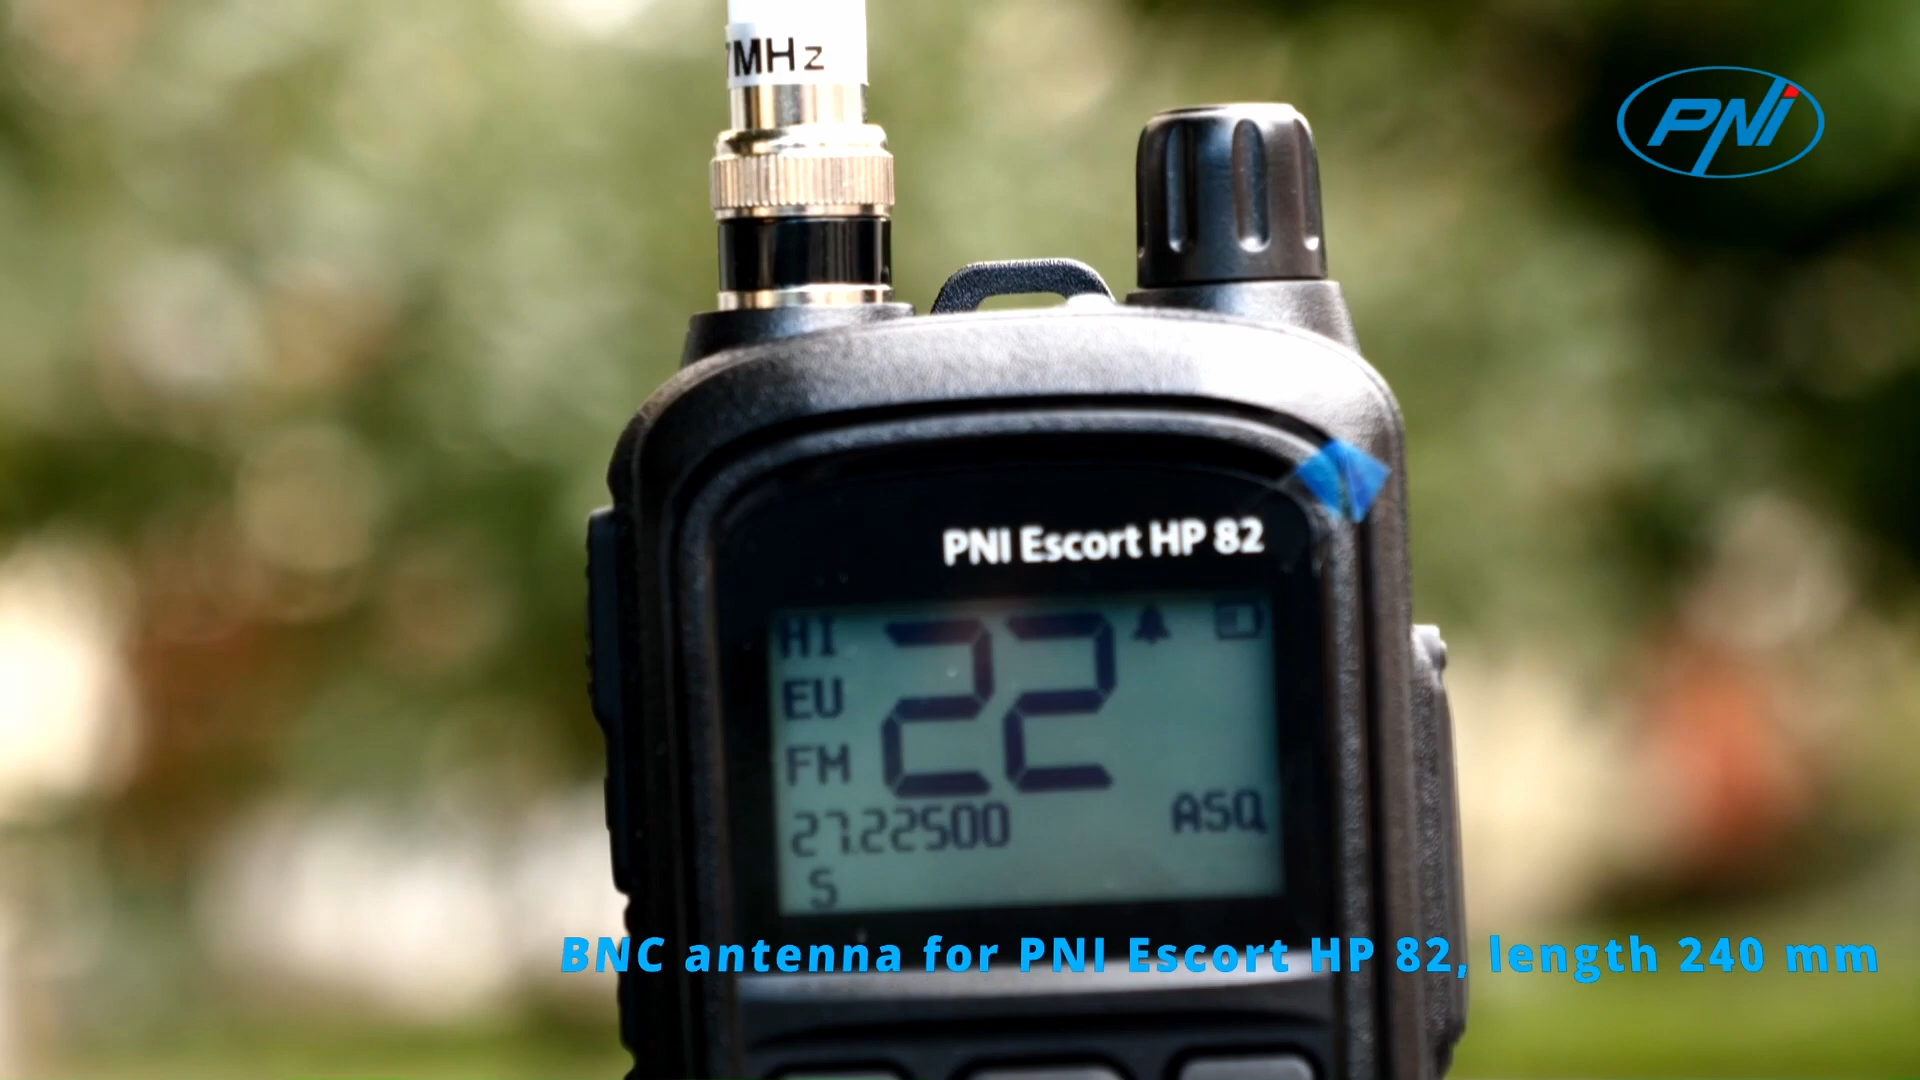 7MHz
PNI
PNI Escort HP 82
HI 22
EU
FM
27.22500 ASQ
S
BNC antenna for PNI Escort HP 82, length 240 mm